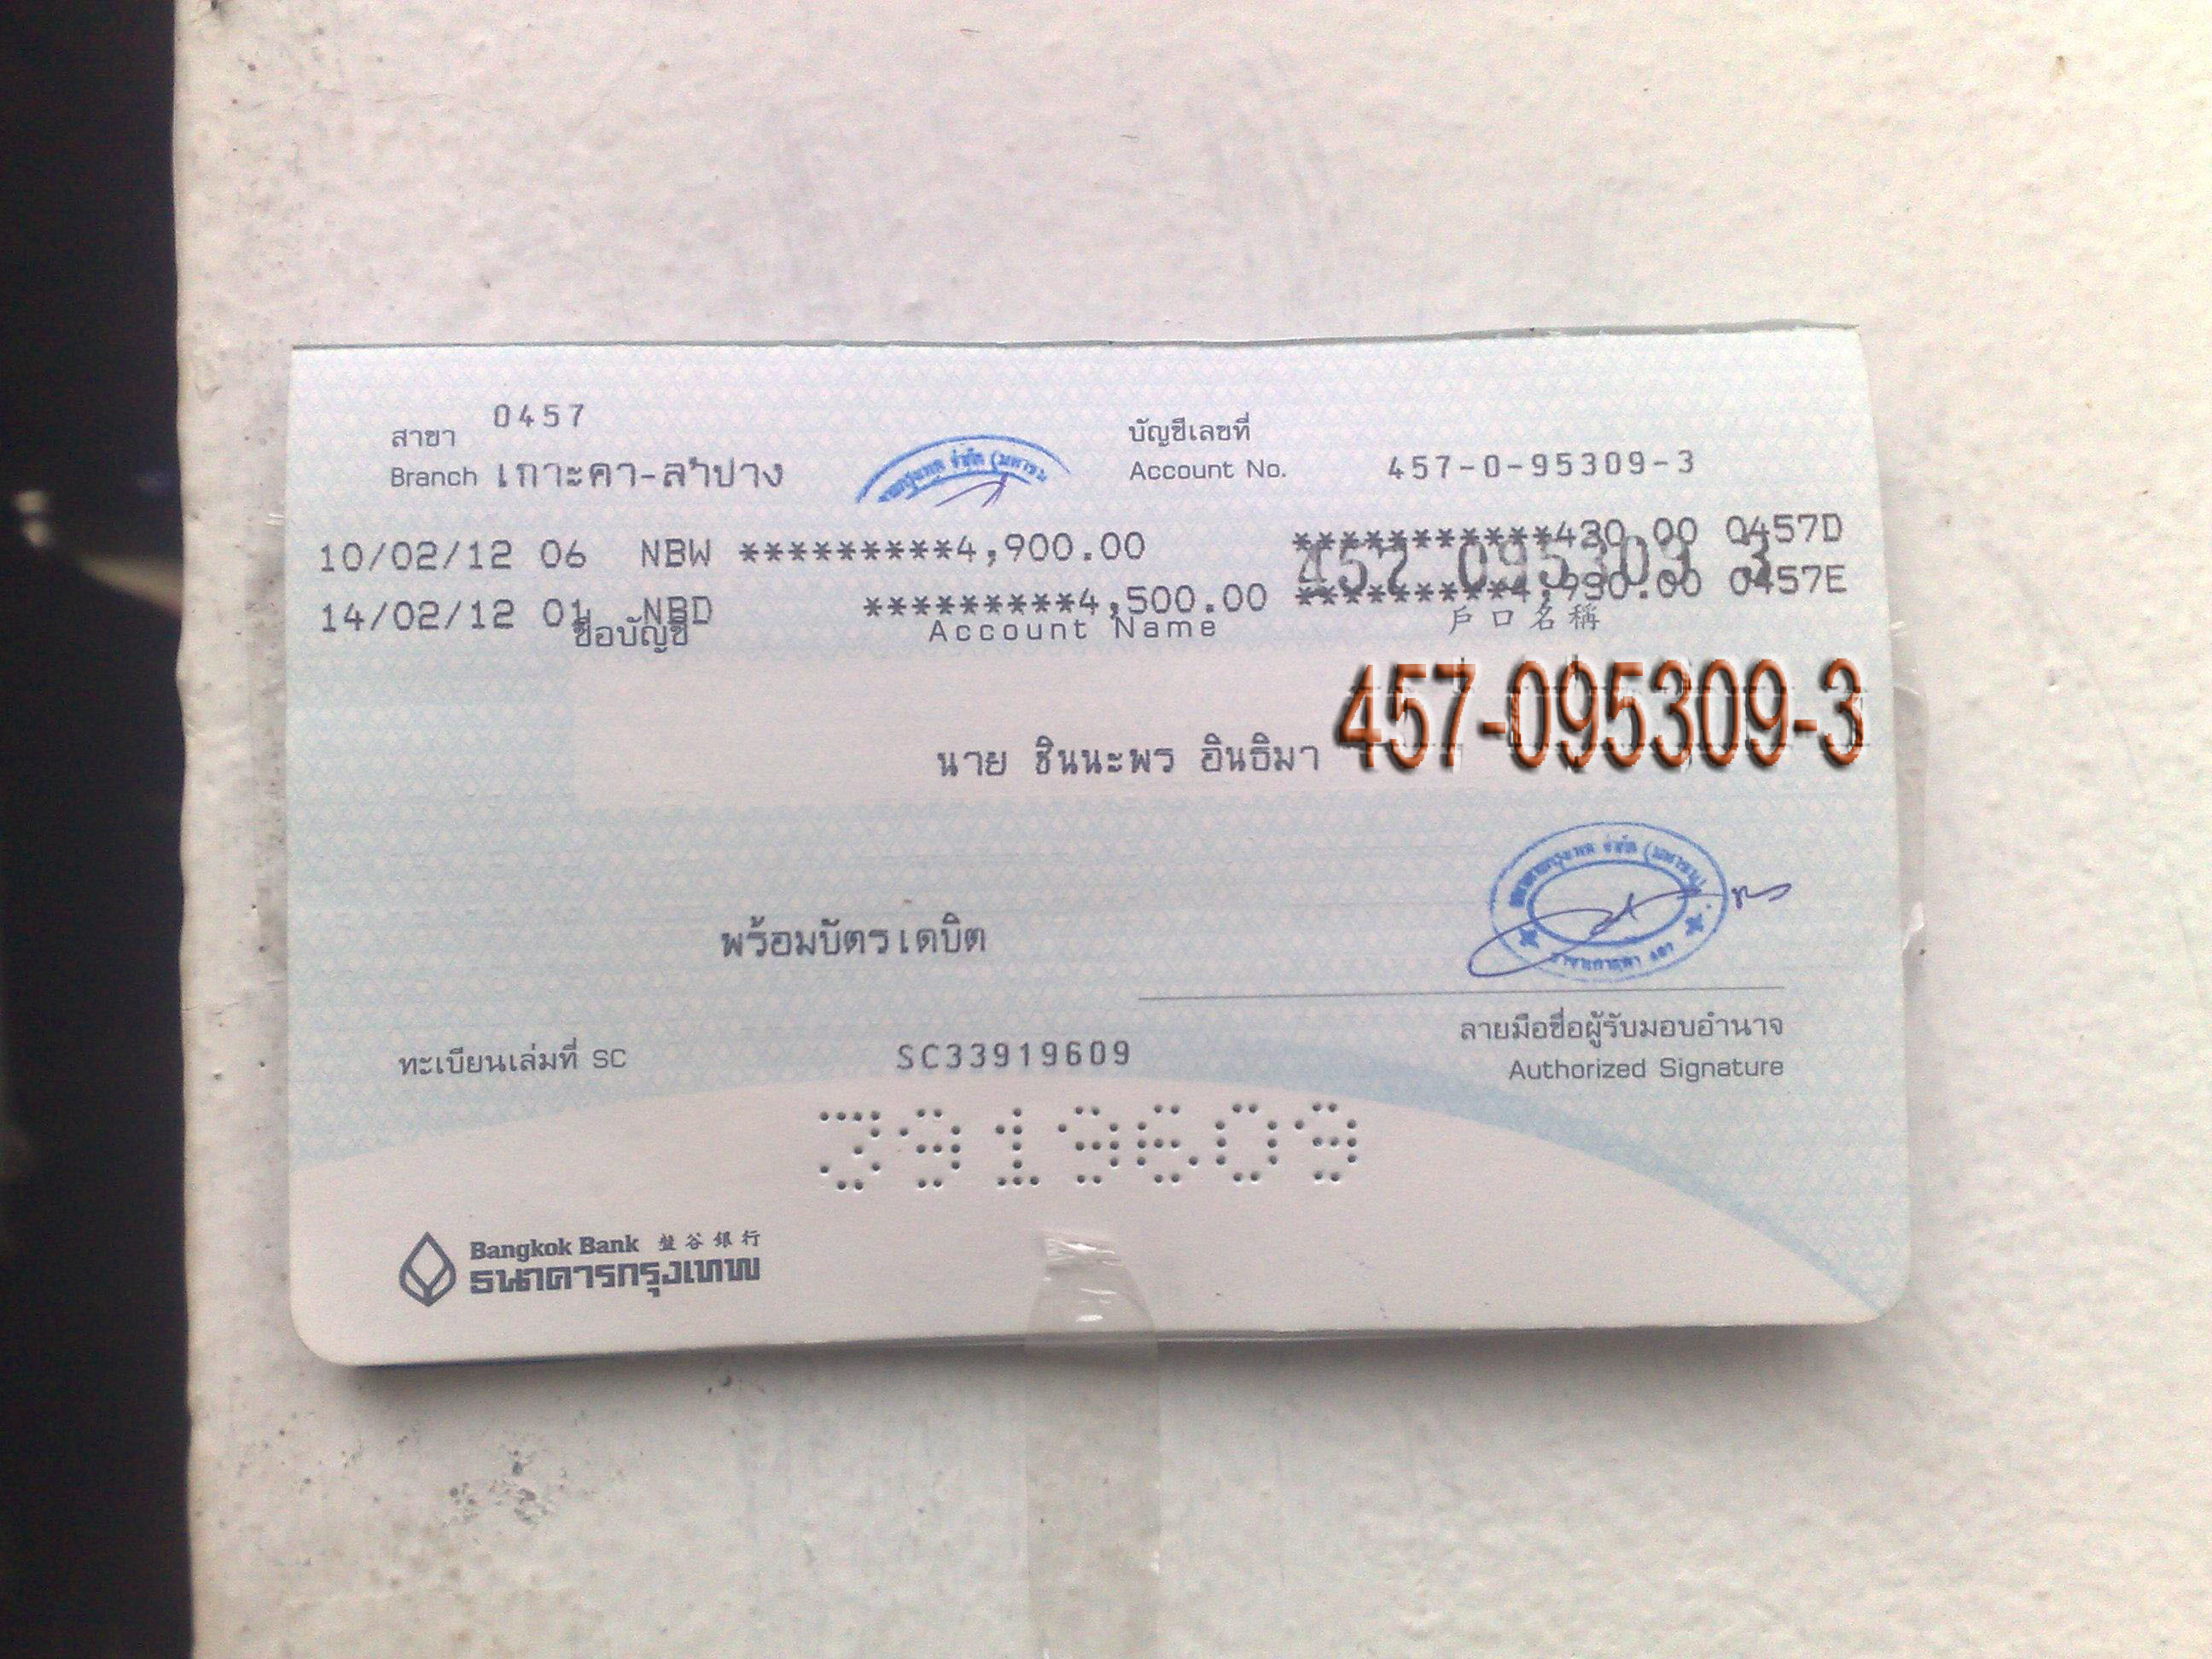 0457
สาขา
Branch เกาะคา-ลำปาง
บัญชีเลขที่
Account No. 457-0-95309-3
10/02/12 06 NBW *********4,900.00 ***********430.00 0457D
14/02/12 01 NBD *********4,500.00 *********4,930.00 0457E
457 095309 3
ชื่อบัญชี Account Name 戶口名稱
457-095309-3
นาย ชินนะพร อินธิมา
พร้อมบัตรเดบิต
ลายมือชื่อผู้รับมอบอำนาจ
Authorized Signature
ทะเบียนเล่มที่ SC SC33919609
3919609
Bangkok Bank 盤谷銀行
ธนาคารกรุงเทพ